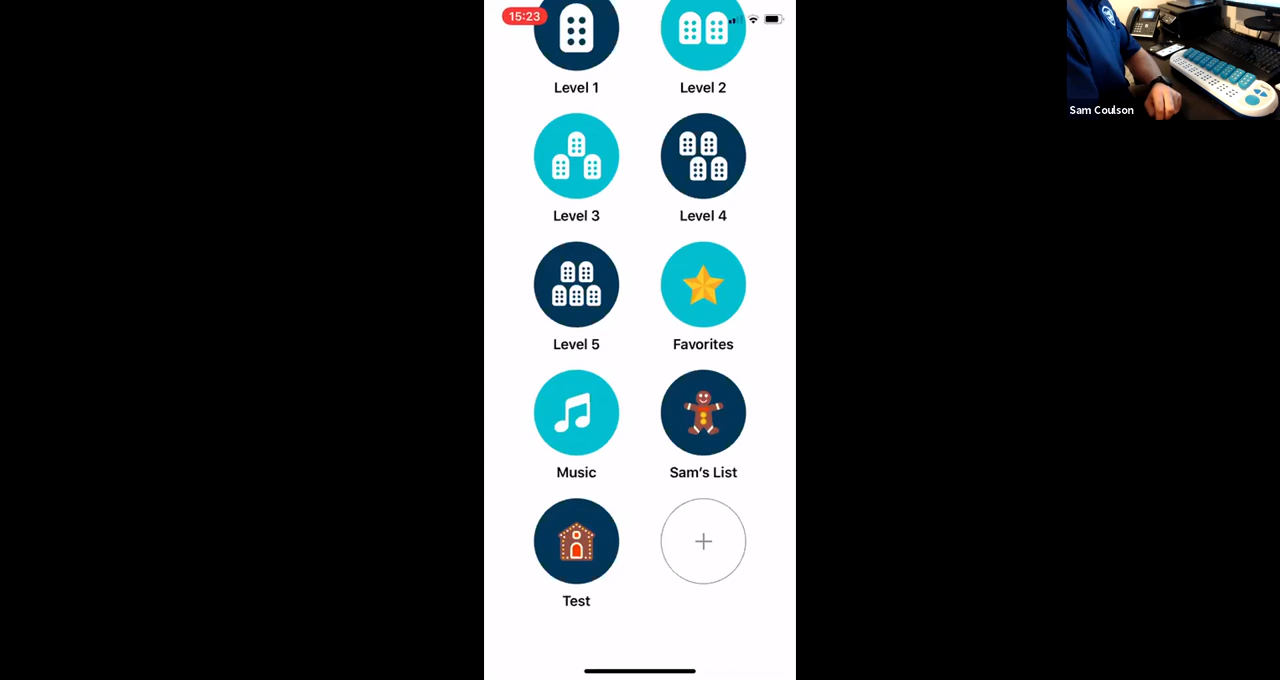 15:23
Level 1
Level 2
Level 3
Level 4
Level 5
Favorites
Music
Sam's List
Test
Sam Coulson